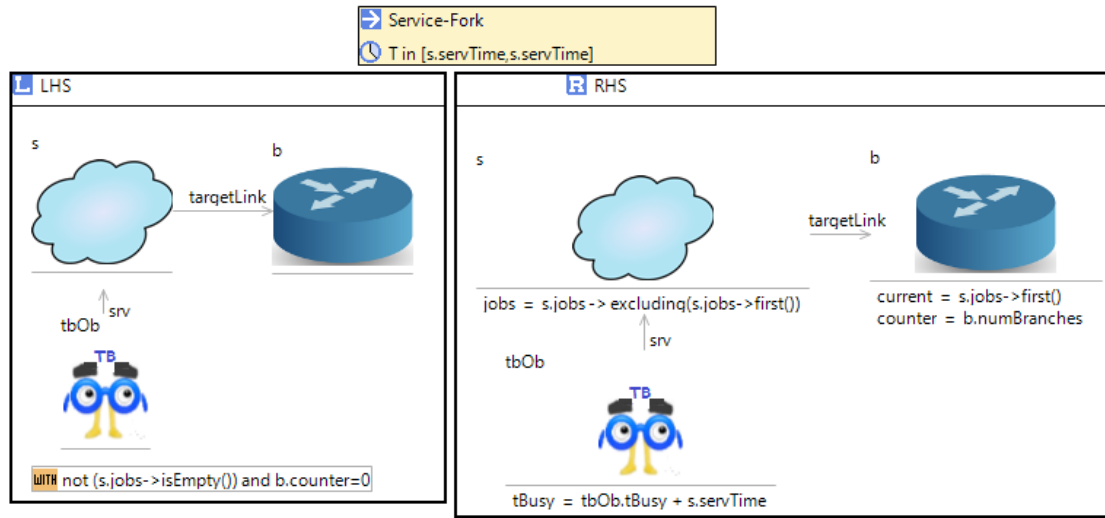 Service-Fork
T in [s.servTime,s.servTime]
L LHS
s
b
targetLink
srv
tbOb
TB
WITH not (s.jobs->isEmpty()) and b.counter=0
R RHS
s
b
targetLink
jobs = s.jobs -> excluding(s.jobs->first())
current = s.jobs->first()
counter = b.numBranches
srv
tbOb
TB
tBusy = tbOb.tBusy + s.servTime